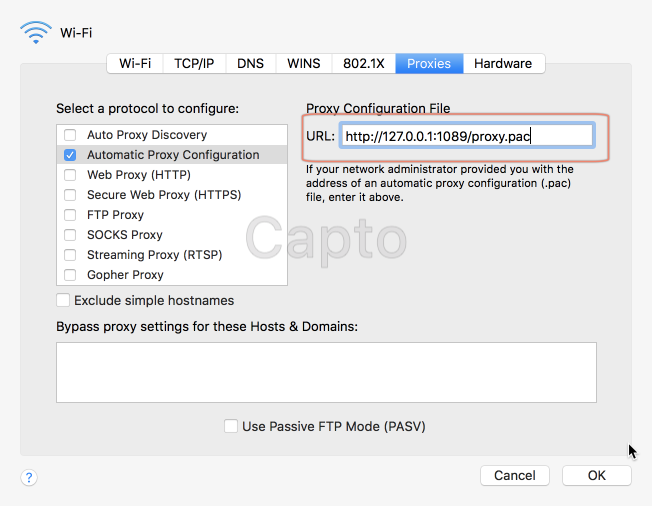 Wi-Fi
Wi-Fi TCP/IP DNS WINS 802.1X Proxies Hardware
Select a protocol to configure:
Auto Proxy Discovery
Automatic Proxy Configuration
Web Proxy (HTTP)
Secure Web Proxy (HTTPS)
FTP Proxy
SOCKS Proxy
Streaming Proxy (RTSP)
Gopher Proxy
Exclude simple hostnames
Proxy Configuration File
URL: http://127.0.0.1:1089/proxy.pac
If your network administrator provided you with the
address of an automatic proxy configuration (.pac)
file, enter it above.
Capto
Bypass proxy settings for these Hosts & Domains:
Use Passive FTP Mode (PASV)
? Cancel OK